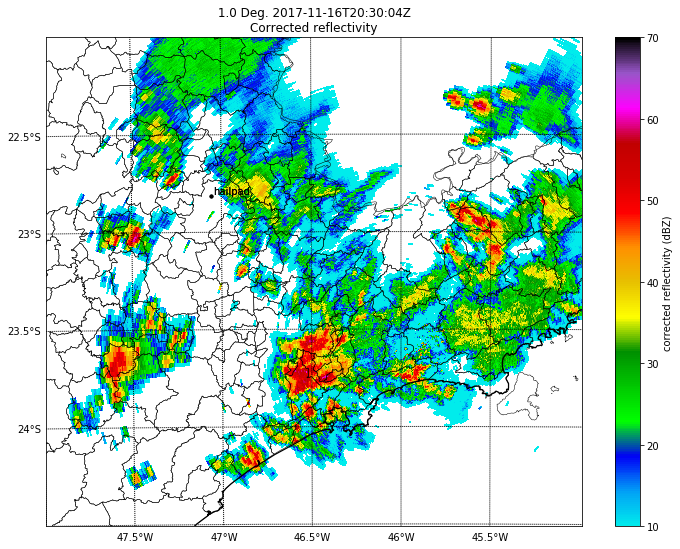 1.0 Deg. 2017-11-16T20:30:04Z
Corrected reflectivity
70
60
50
40
30
20
10
corrected reflectivity (dBZ)
22.5°S
23°S
23.5°S
24°S
hailpad
47.5°W
47°W
46.5°W
46°W
45.5°W